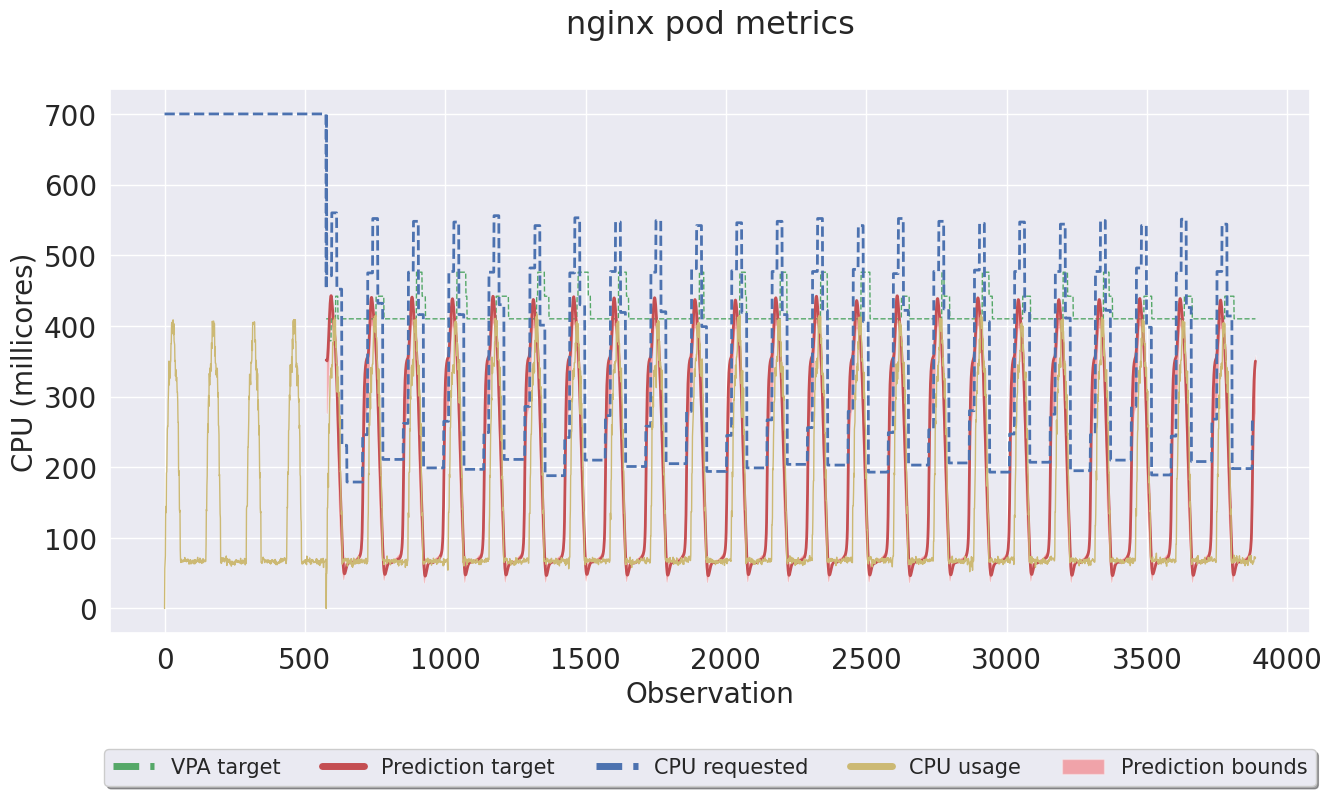 nginx pod metrics
CPU (millicores)
700
600
500
400
300
200
100
0
0 500 1000 1500 2000 2500 3000 3500 4000
Observation
VPA target Prediction target CPU requested CPU usage Prediction bounds